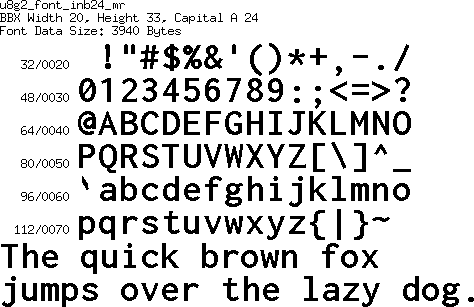 u8g2_font_inb24_mr
BBX Width 20, Height 33, Capital A 24
Font Data Size: 3940 Bytes
32/0020 !"#$%&'()*+,-./
48/0030 0123456789:;<=>?
64/0040 @ABCDEFGHIJKLMNO
80/0050 PQRSTUVWXYZ[\]^_
96/0060 `abcdefghijklmno
112/0070 pqrstuvwxyz{|}~
The quick brown fox
jumps over the lazy dog.